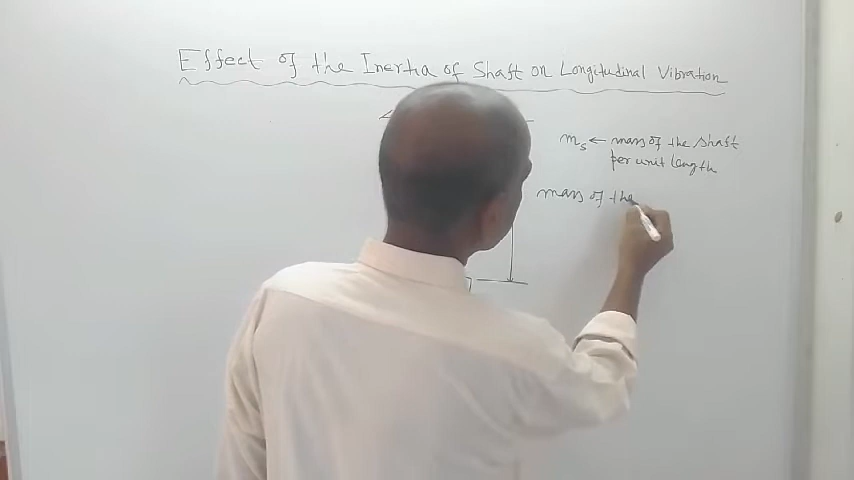 Effect of the Inertia of Shaft on Longitudinal Vibration
ms ← mass of the shaft
per unit length
mass of the